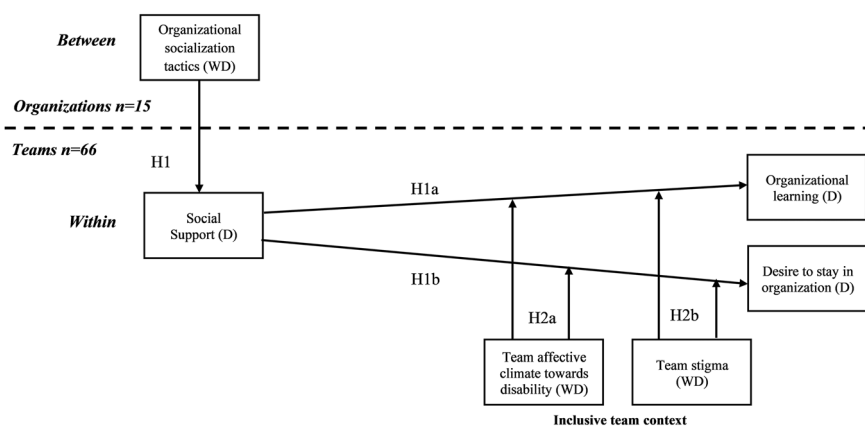 Between
Organizational
socialization
tactics (WD)
Organizations n=15
Teams n=66
H1
Within
Social
Support (D)
H1a
H1b
Organizational
learning (D)
Desire to stay in
organization (D)
H2a
H2b
Team affective
climate towards
disability (WD)
Team stigma
(WD)
Inclusive team context